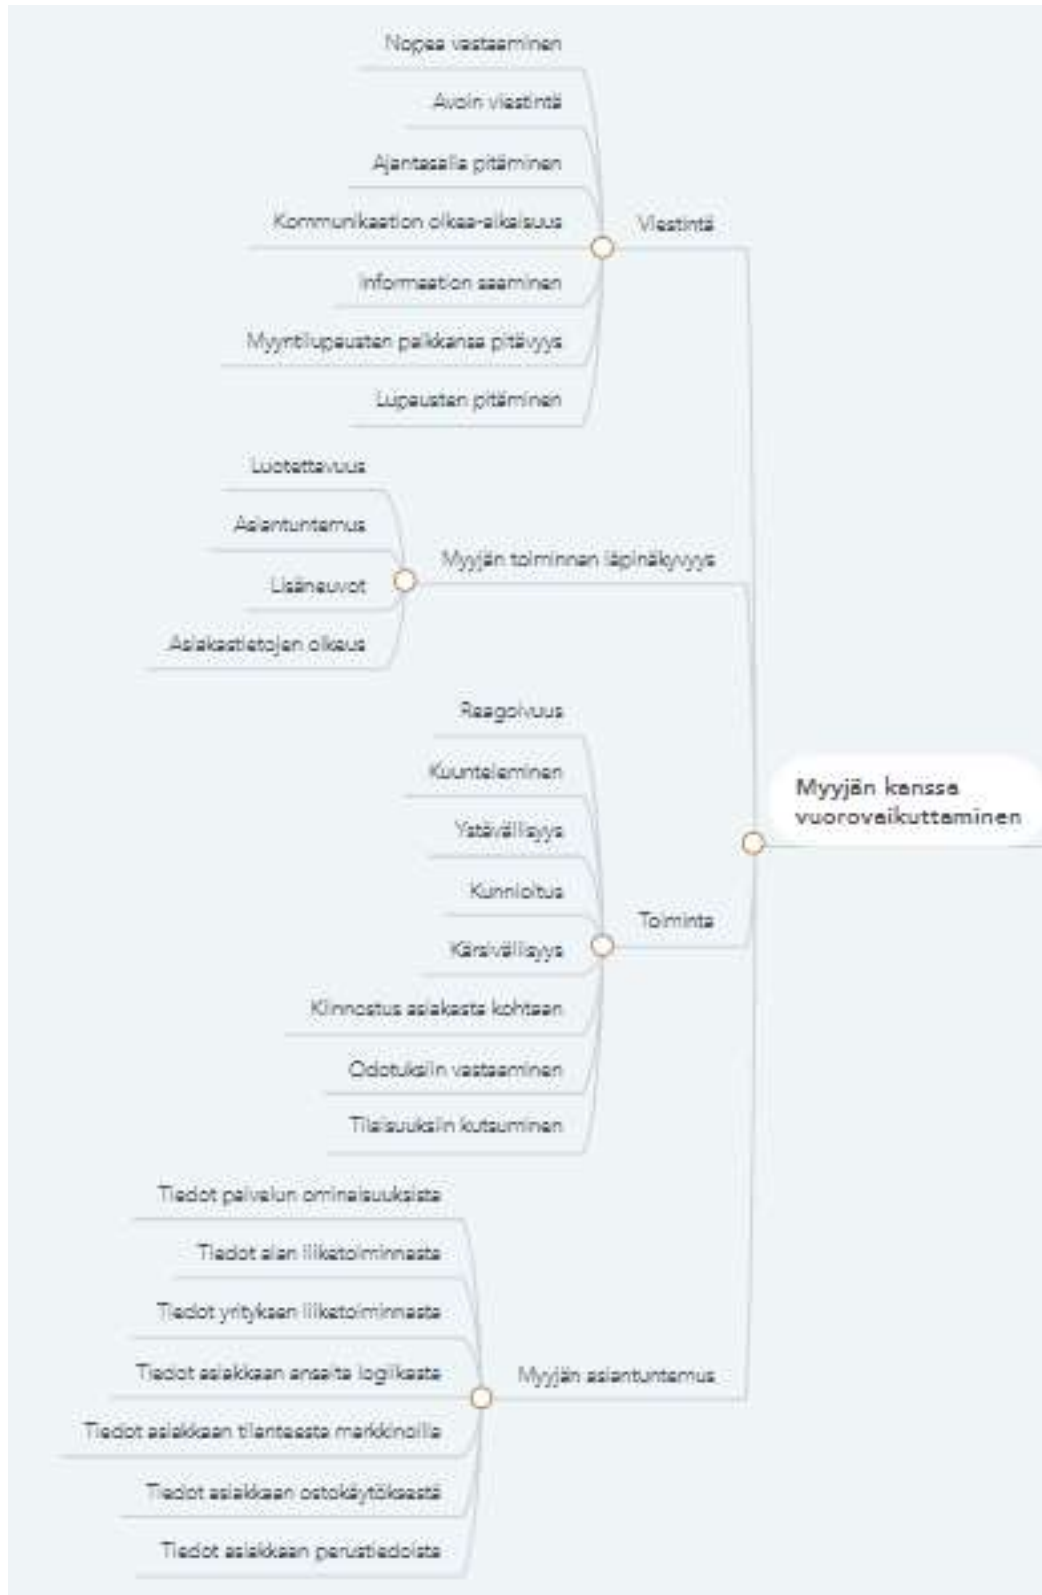 Nopea vastaaminen
Avoin viestintä
Ajantasalla pitäminen
Kommunikaation oikea-aikaisuus
Viestintä
Informaation saaminen
Myyntilupausten paikkansa pitävyys
Lupausten pitäminen
Luotettavuus
Asiantuntemus
Myyjän toiminnan läpinäkyvyys
Lisäneuvot
Asiakastietojen oikeus
Reagoivuus
Kuunteleminen
Myyjän kanssa
vuorovaikuttaminen
Ystävällisyys
Kunnioitus
Toiminta
Kärsivällisyys
Kiinnostus asiakasta kohtaan
Odotuksiin vastaaminen
Tilaisuuksiin kutsuminen
Tiedot palvelun ominaisuuksista
Tiedot alan liiketoiminnasta
Tiedot yrityksen liiketoiminnasta
Tiedot asiakkaan ansaita logiikasta
Myyjän asiantuntemus
Tiedot asiakkaan tilanteesta markkinoilla
Tiedot asiakkaan ostokäytöksestä
Tiedot asiakkaan perustiedoista